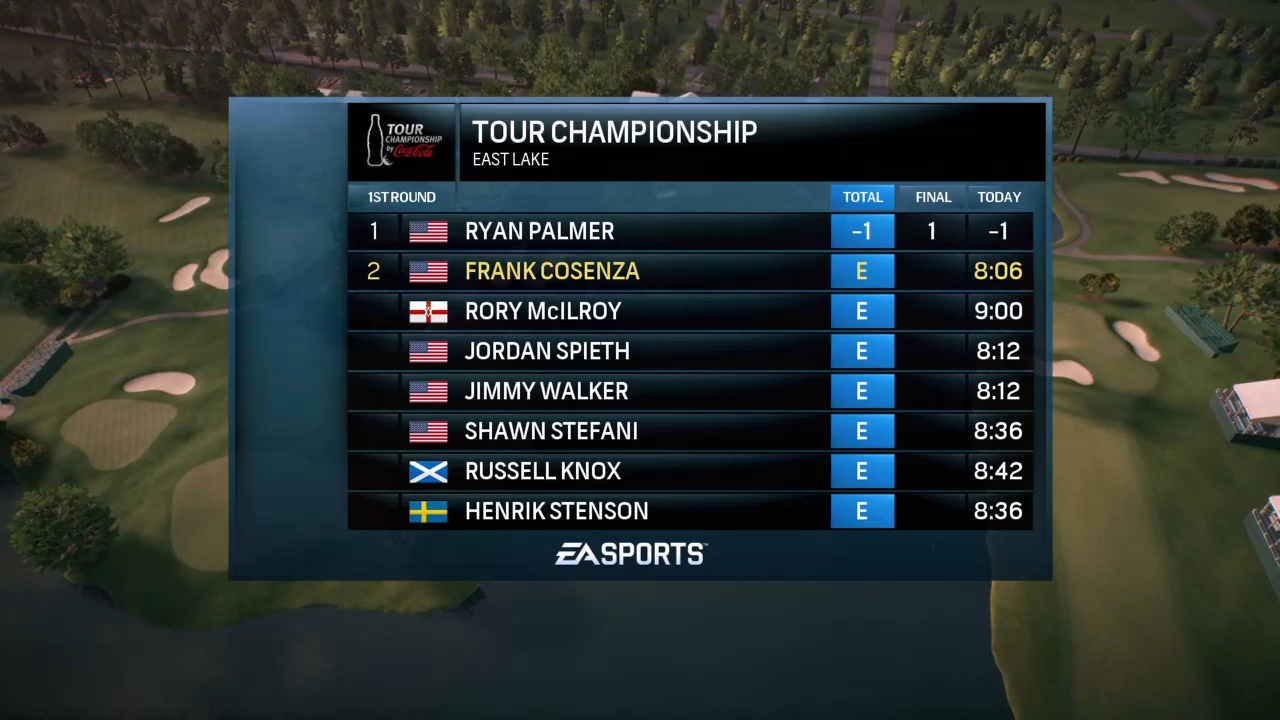 TOUR CHAMPIONSHIP by Coca-Cola
TOUR CHAMPIONSHIP
EAST LAKE
1ST ROUND TOTAL FINAL TODAY
1 RYAN PALMER -1 1 -1
2 FRANK COSENZA E 8:06
RORY McILROY E 9:00
JORDAN SPIETH E 8:12
JIMMY WALKER E 8:12
SHAWN STEFANI E 8:36
RUSSELL KNOX E 8:42
HENRIK STENSON E 8:36
EA SPORTS™